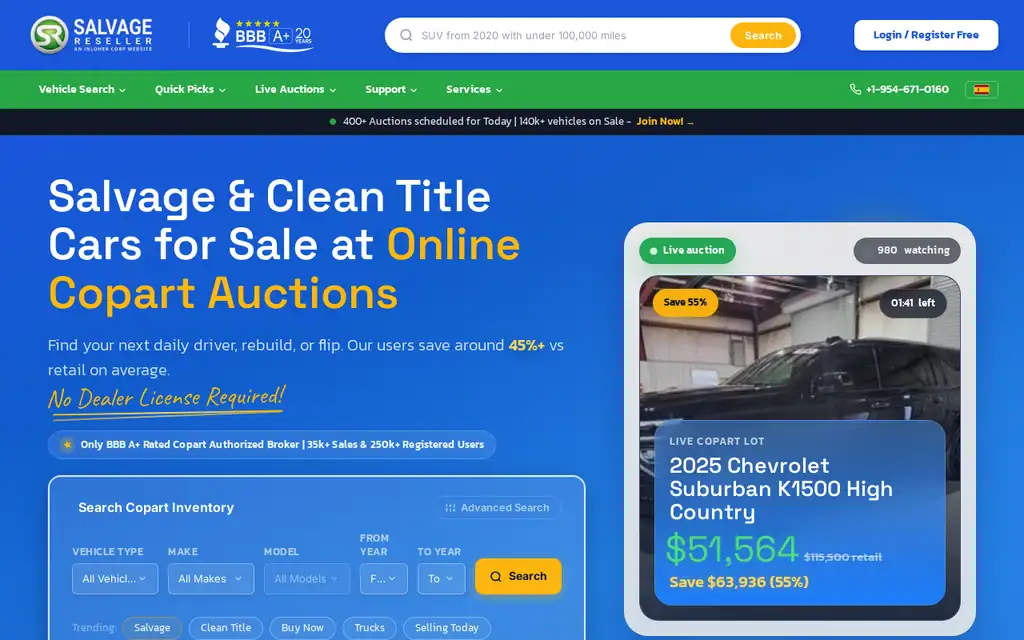 SALVAGE
RESELLER
AN INLOHER CORP WEBSITE
BBB A+ 20 YEARS
SUV from 2020 with under 100,000 miles
Search
Login / Register Free
Vehicle Search
Quick Picks
Live Auctions
Support
Services
+1-954-671-0160
400+ Auctions scheduled for Today | 140k+ vehicles on Sale - Join Now! →
Salvage & Clean Title
Cars for Sale at Online
Copart Auctions
Find your next daily driver, rebuild, or flip. Our users save around 45%+ vs
retail on average.
No Dealer License Required!
Only BBB A+ Rated Copart Authorized Broker | 35k+ Sales & 250k+ Registered Users
Search Copart Inventory
Advanced Search
VEHICLE TYPE
MAKE
MODEL
FROM
YEAR
TO YEAR
All Vehicl...
All Makes
All Models
F...
To
Search
Trending:
Salvage
Clean Title
Buy Now
Trucks
Selling Today
Live auction
980 watching
Save 55%
01:41 left
LIVE COPART LOT
2025 Chevrolet
Suburban K1500 High
Country
$51,564 $115,500 retail
Save $63,936 (55%)